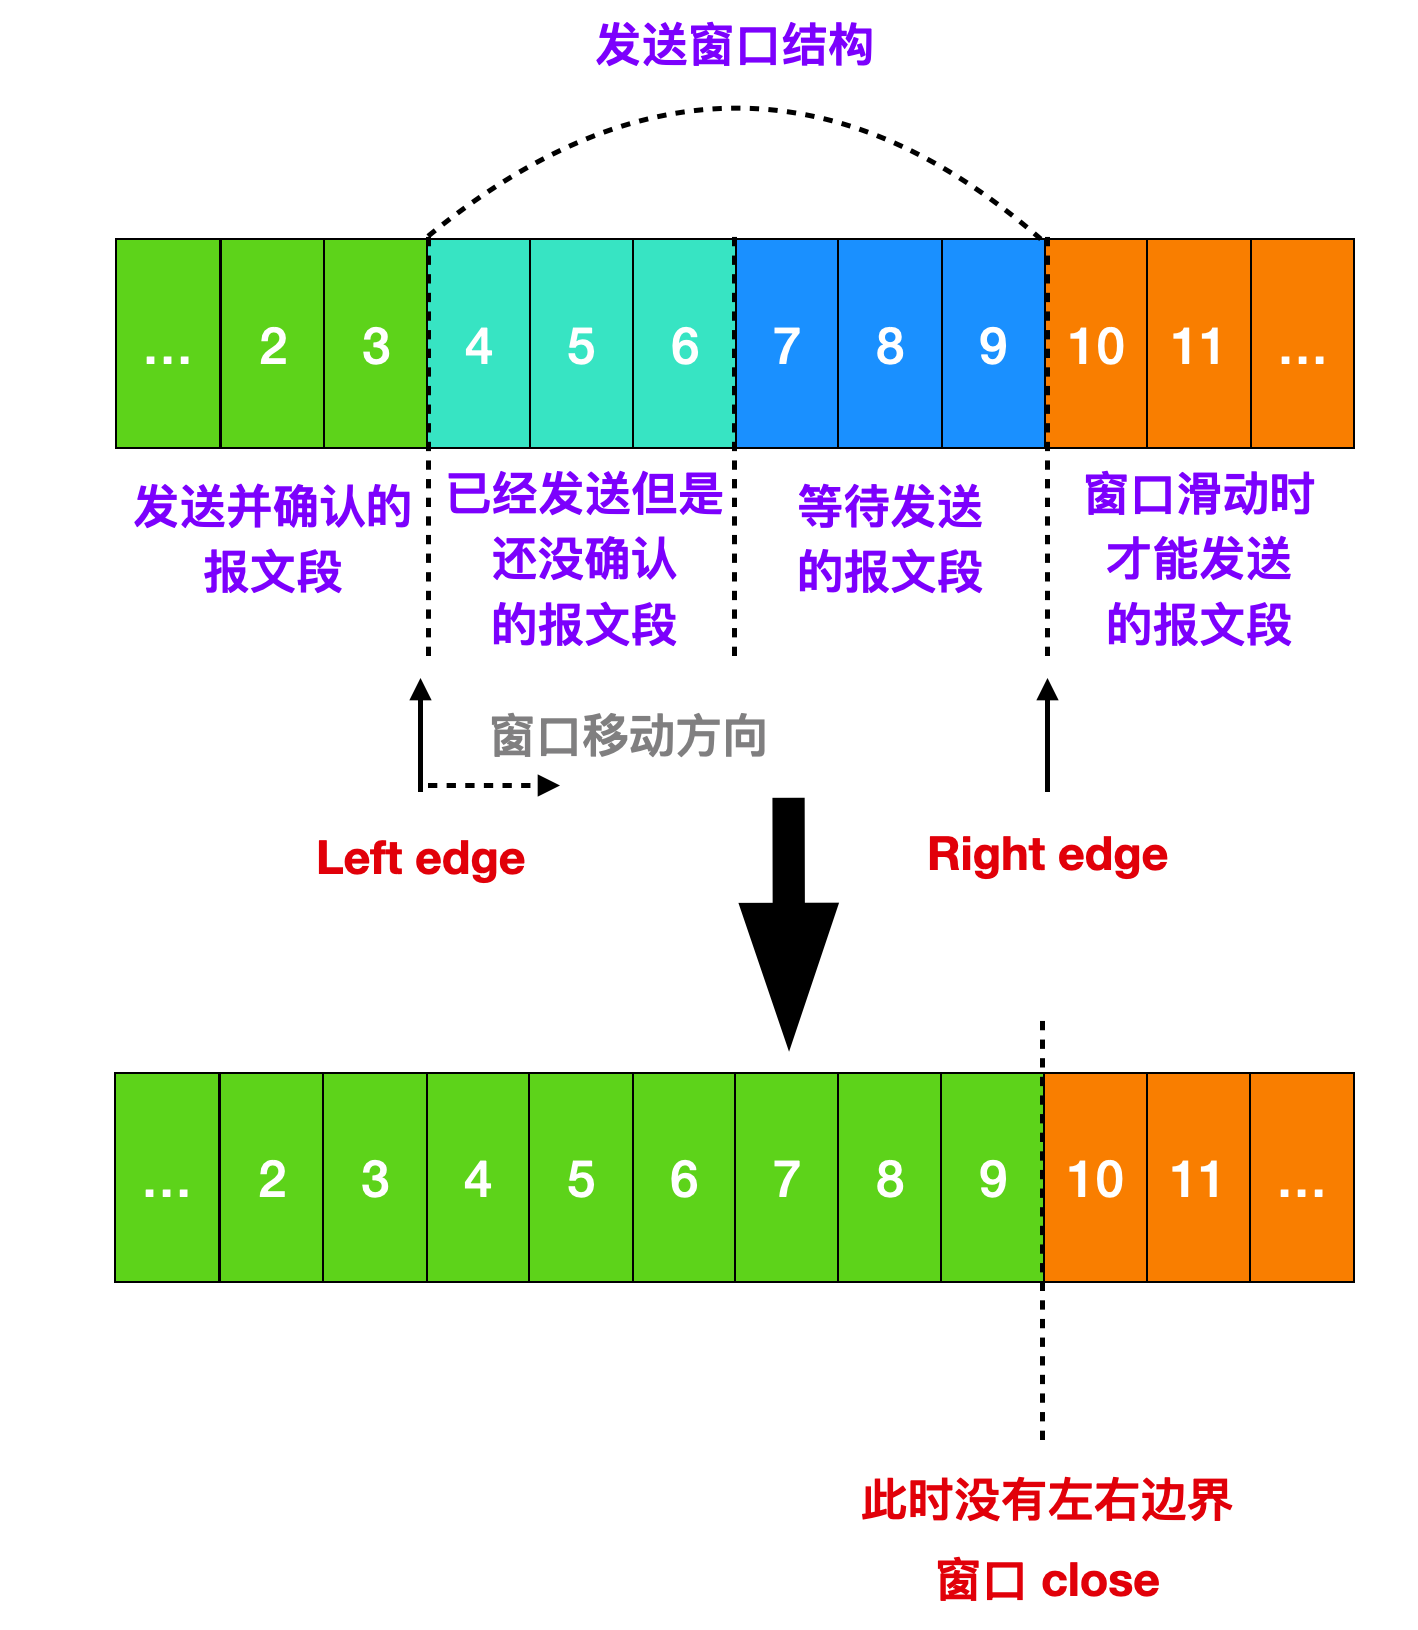 发送窗口结构
... 2 3 4 5 6 7 8 9 10 11 ...
发送并确认的
报文段
已经发送但是
还没确认
的报文段
等待发送
的报文段
窗口滑动时
才能发送
的报文段
窗口移动方向
Left edge
Right edge
... 2 3 4 5 6 7 8 9 10 11 ...
此时没有左右边界
窗口 close